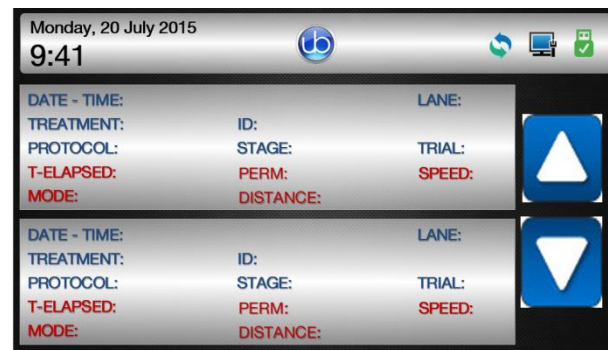 Monday, 20 July 2015
9:41
ub
DATE - TIME: LANE:
TREATMENT: ID:
PROTOCOL: STAGE: TRIAL:
T-ELAPSED: PERM: SPEED:
MODE: DISTANCE:
DATE - TIME: LANE:
TREATMENT: ID:
PROTOCOL: STAGE: TRIAL:
T-ELAPSED: PERM: SPEED:
MODE: DISTANCE: